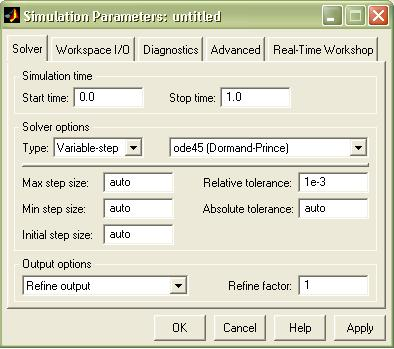 Simulation Parameters: untitled
Solver Workspace I/O Diagnostics Advanced Real-Time Workshop
Simulation time
Start time: 0.0 Stop time: 1.0
Solver options
Type: Variable-step ode45 (Dormand-Prince)
Max step size: auto Relative tolerance: 1e-3
Min step size: auto Absolute tolerance: auto
Initial step size: auto
Output options
Refine output Refine factor: 1
OK Cancel Help Apply